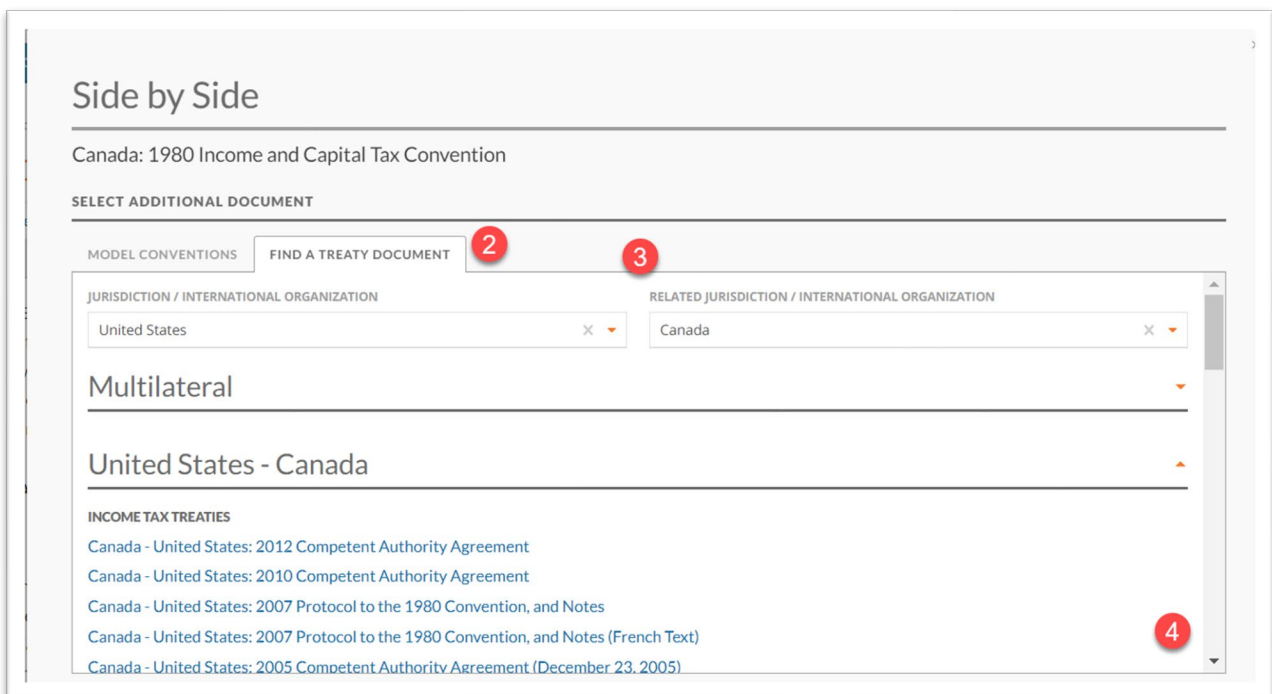 Side by Side
Canada: 1980 Income and Capital Tax Convention
SELECT ADDITIONAL DOCUMENT
MODEL CONVENTIONS FIND A TREATY DOCUMENT 2 3
JURISDICTION / INTERNATIONAL ORGANIZATION RELATED JURISDICTION / INTERNATIONAL ORGANIZATION
United States Canada
Multilateral
United States - Canada
INCOME TAX TREATIES
Canada - United States: 2012 Competent Authority Agreement
Canada - United States: 2010 Competent Authority Agreement
Canada - United States: 2007 Protocol to the 1980 Convention, and Notes
Canada - United States: 2007 Protocol to the 1980 Convention, and Notes (French Text) 4
Canada - United States: 2005 Competent Authority Agreement (December 23, 2005)